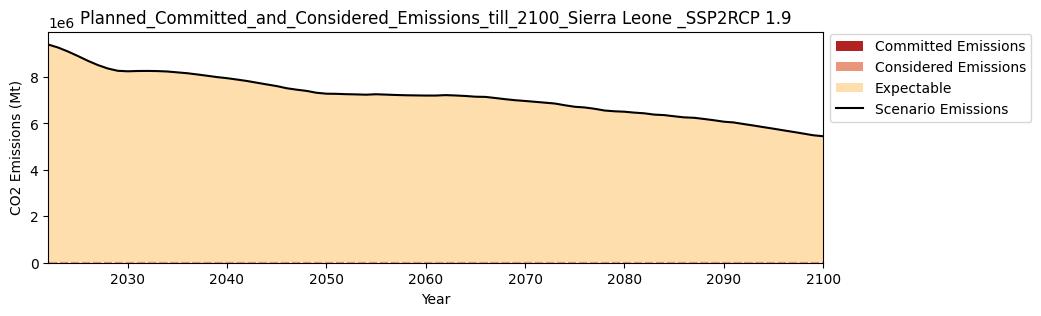 Planned_Committed_and_Considered_Emissions_till_2100_Sierra Leone _SSP2RCP 1.9
1e6
8
6
4
2
0
CO2 Emissions (Mt)
2030 2040 2050 2060 2070 2080 2090 2100
Year
Committed Emissions
Considered Emissions
Expectable
Scenario Emissions